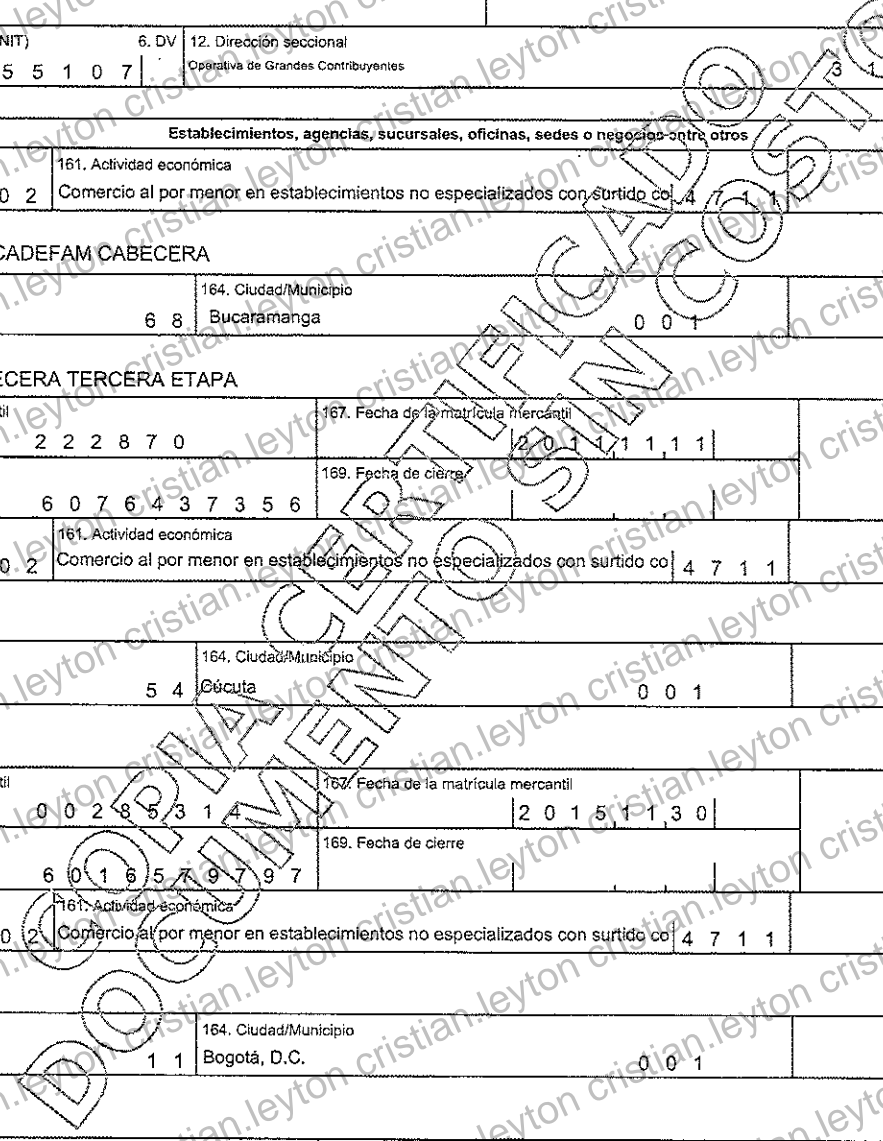 NIT) 6. DV 12. Dirección seccional
5 5 1 0 7 Operativa de Grandes Contribuyentes 3 1
Establecimientos, agencias, sucursales, oficinas, sedes o negocios entre otros
161. Actividad económica
0 2 Comercio al por menor en establecimientos no especializados con surtido co 4 7 1 1
CADEFAM CABECERA
164. Ciudad/Municipio
6 8 Bucaramanga 0 0 1
ECERA TERCERA ETAPA
til 167. Fecha de la matrícula mercantil
2 2 2 8 7 0 2 0 1 1 1 1 1 1
169. Fecha de cierre
6 0 7 6 4 3 7 3 5 6
161. Actividad económica
0 2 Comercio al por menor en establecimientos no especializados con surtido co 4 7 1 1
164. Ciudad/Municipio
5 4 Cúcuta 0 0 1
til 167. Fecha de la matrícula mercantil
0 0 2 8 5 3 1 4 2 0 1 5 1 1 3 0
169. Fecha de cierre
6 0 1 6 5 7 9 7 9 7
161. Actividad económica
0 2 Comercio al por menor en establecimientos no especializados con surtido co 4 7 1 1
164. Ciudad/Municipio
1 1 Bogotá, D.C. 0 0 1
COPIA CERTIFICADO
DOCUMENTO SIN COSTO
cristian.leyton cristian.leyton cristian.leyton